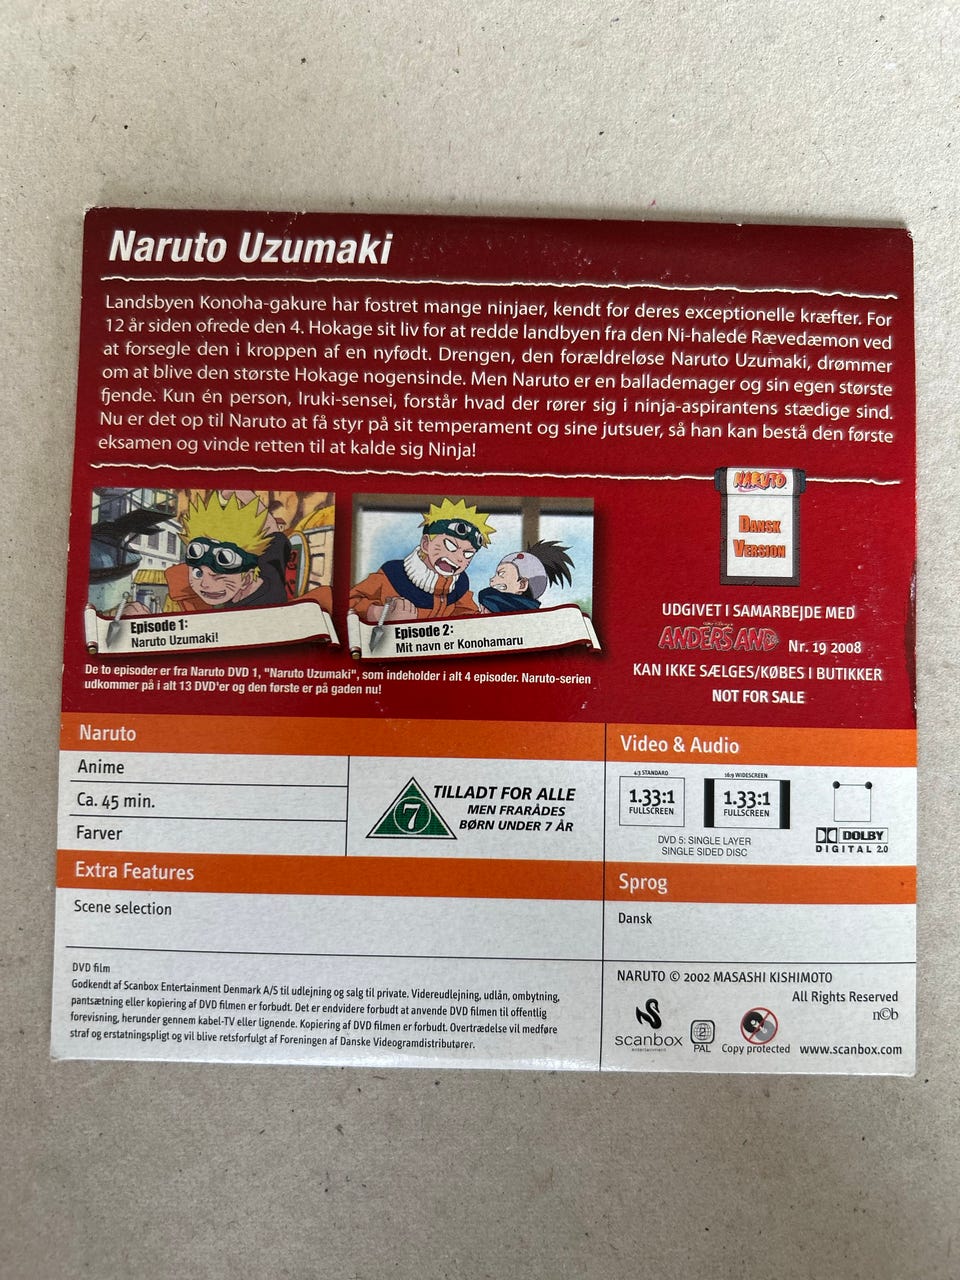 Naruto Uzumaki
Landsbyen Konoha-gakure har fostret mange ninjaer, kendt for deres exceptionelle kræfter. For
12 år siden ofrede den 4. Hokage sit liv for at redde landbyen fra den Ni-halede Rævedæmon ved
at forsegle den i kroppen af en nyfødt. Drengen, den forældreløse Naruto Uzumaki, drømmer
om at blive den største Hokage nogensinde. Men Naruto er en ballademager og sin egen største
fjende. Kun én person, Iruki-sensei, forstår hvad der rører sig i ninja-aspirantens stædige sind.
Nu er det op til Naruto at få styr på sit temperament og sine jutsuer, så han kan bestå den første
eksamen og vinde retten til at kalde sig Ninja!
Episode 1:
Naruto Uzumaki!
Episode 2:
Mit navn er Konohamaru
De to episoder er fra Naruto DVD 1, "Naruto Uzumaki", som indeholder i alt 4 episoder. Naruto-serien
udkommer på i alt 13 DVD'er og den første er på gaden nu!
NARUTO
DANSK
VERSION
UDGIVET I SAMARBEJDE MED
ANDERS AND Nr. 19 2008
KAN IKKE SÆLGES/KØBES I BUTIKKER
NOT FOR SALE
Naruto
Anime
Ca. 45 min.
Farver
7
TILLADT FOR ALLE
MEN FRARÅDES
BØRN UNDER 7 ÅR
Video & Audio
4:3 STANDARD
1.33:1
FULLSCREEN
16:9 WIDESCREEN
1.33:1
FULLSCREEN
DVD 5: SINGLE LAYER
SINGLE SIDED DISC
DOLBY
DIGITAL 2.0
Extra Features
Scene selection
Sprog
Dansk
DVD film
Godkendt af Scanbox Entertainment Denmark A/S til udlejning og salg til private. Videreudlejning, udlån, ombytning,
pantsætning eller kopiering af DVD filmen er forbudt. Det er endvidere forbudt at anvende DVD filmen til offentlig
forevisning, herunder gennem kabel-TV eller lignende. Kopiering af DVD filmen er forbudt. Overtrædelse vil medføre
straf og erstatningspligt og vil blive retsforfulgt af Foreningen af Danske Videogramdistributører.
NARUTO © 2002 MASASHI KISHIMOTO
All Rights Reserved
n©b
scanbox
entertainment
2
PAL
Copy protected
www.scanbox.com